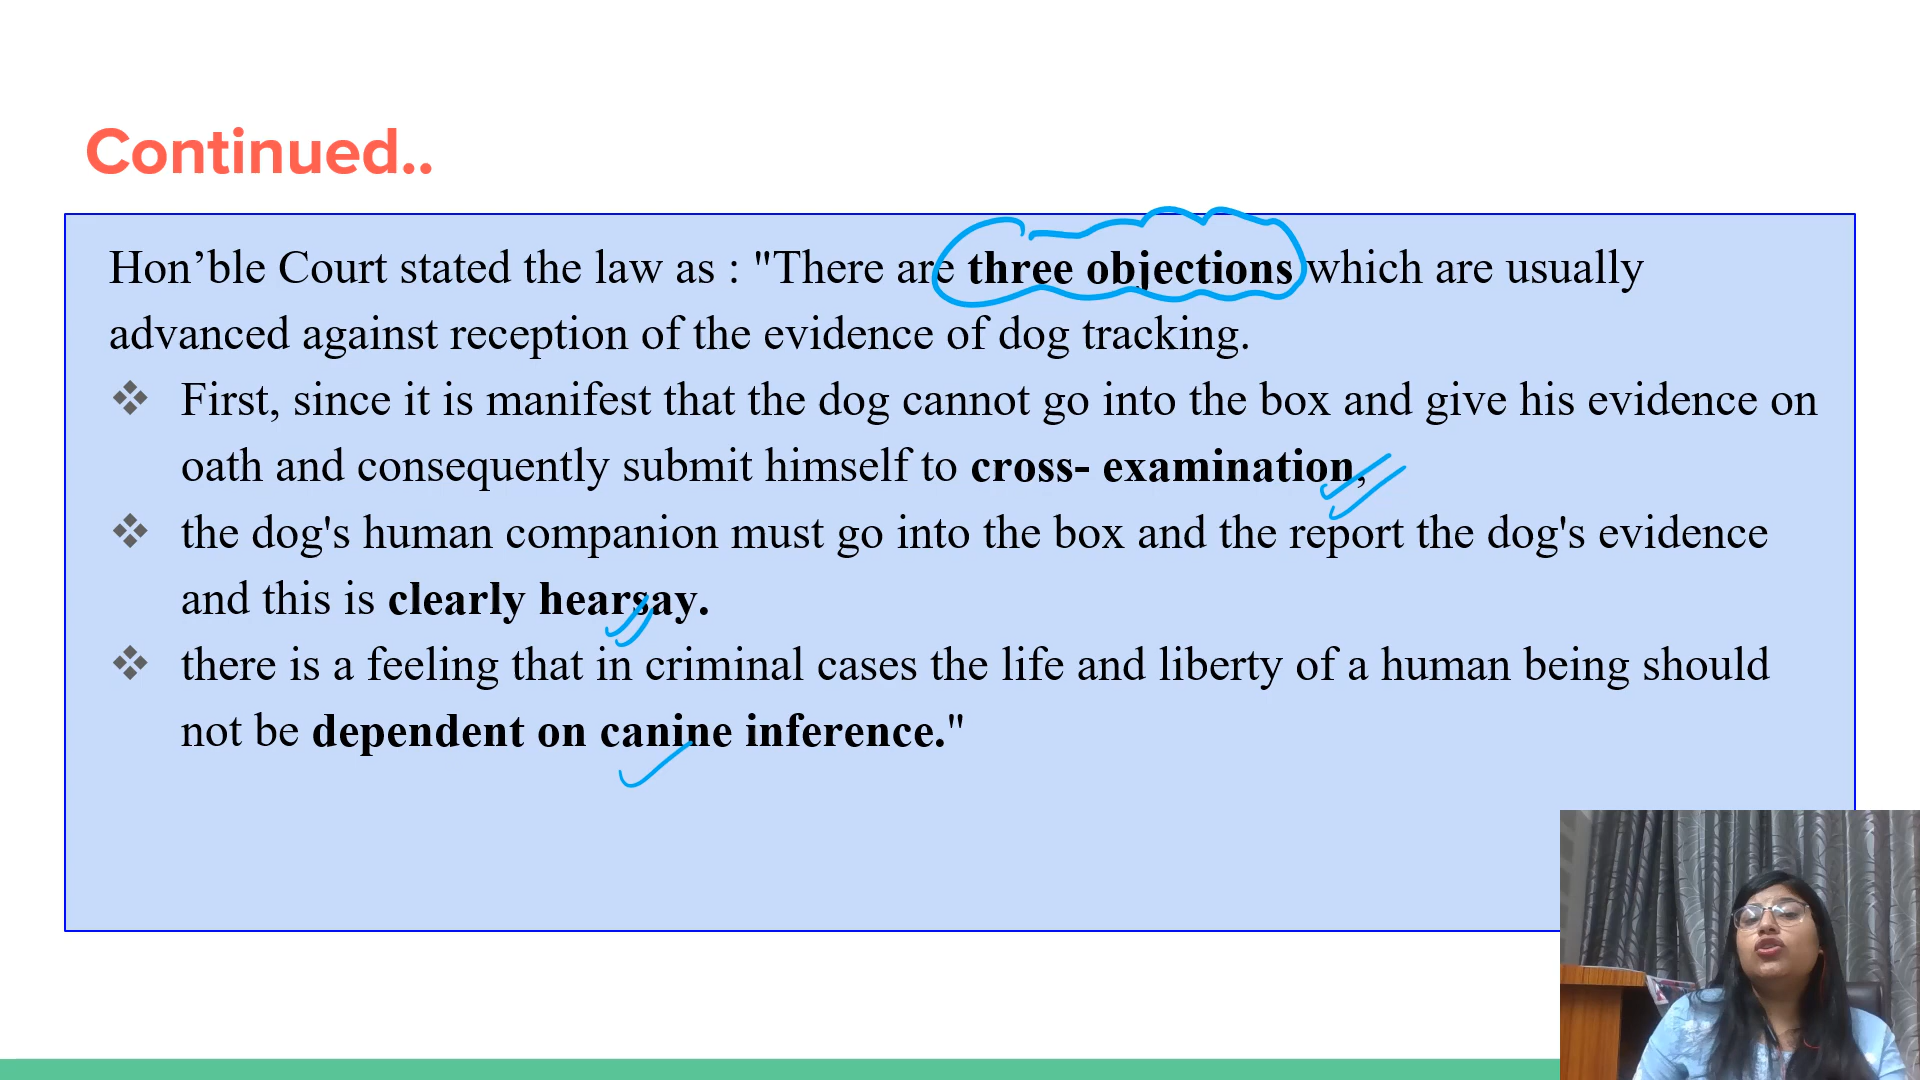 Continued..
Hon’ble Court stated the law as : "There are three objections which are usually
advanced against reception of the evidence of dog tracking.
❖ First, since it is manifest that the dog cannot go into the box and give his evidence on
oath and consequently submit himself to cross- examination,
❖ the dog's human companion must go into the box and the report the dog's evidence
and this is clearly hearsay.
❖ there is a feeling that in criminal cases the life and liberty of a human being should
not be dependent on canine inference."